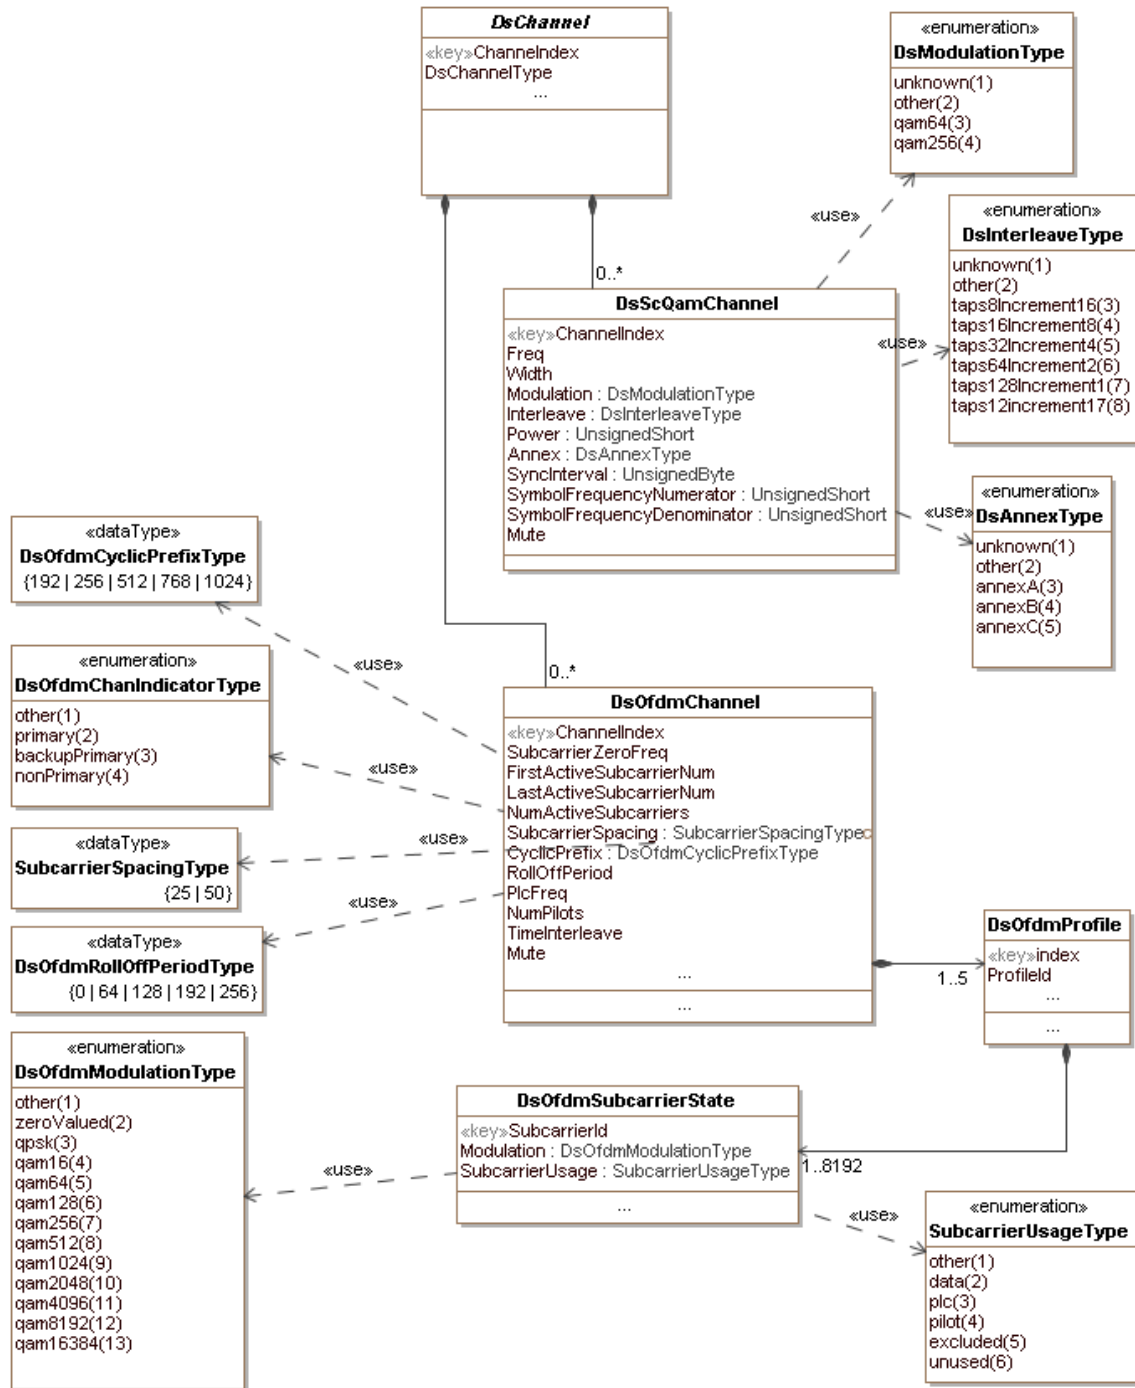 DsChannel
«key»ChannelIndex
DsChannelType
...
«enumeration»
DsModulationType
unknown(1)
other(2)
qam64(3)
qam256(4)
«use»
0..*
«enumeration»
DsInterleaveType
unknown(1)
other(2)
taps8Increment16(3)
taps16Increment8(4)
taps32Increment4(5)
taps64Increment2(6)
taps128Increment1(7)
taps12increment17(8)
«use»
DsScQamChannel
«key»ChannelIndex
Freq
Width
Modulation : DsModulationType
Interleave : DsInterleaveType
Power : UnsignedShort
Annex : DsAnnexType
SyncInterval : UnsignedByte
SymbolFrequencyNumerator : UnsignedShort
SymbolFrequencyDenominator : UnsignedShort
Mute
«use»
«enumeration»
DsAnnexType
unknown(1)
other(2)
annexA(3)
annexB(4)
annexC(5)
«dataType»
DsOfdmCyclicPrefixType
{192 | 256 | 512 | 768 | 1024}
«use»
0..*
«enumeration»
DsOfdmChanIndicatorType
other(1)
primary(2)
backupPrimary(3)
nonPrimary(4)
«use»
DsOfdmChannel
«key»ChannelIndex
SubcarrierZeroFreq
FirstActiveSubcarrierNum
LastActiveSubcarrierNum
NumActiveSubcarriers
SubcarrierSpacing : SubcarrierSpacingType
CyclicPrefix : DsOfdmCyclicPrefixType
RollOffPeriod
PlcFreq
NumPilots
TimeInterleave
Mute
...
...
«use»
«dataType»
SubcarrierSpacingType
{25 | 50}
«use»
«dataType»
DsOfdmRollOffPeriodType
{0 | 64 | 128 | 192 | 256}
1..5
DsOfdmProfile
«key»index
ProfileId
...
...
«enumeration»
DsOfdmModulationType
other(1)
zeroValued(2)
qpsk(3)
qam16(4)
qam64(5)
qam128(6)
qam256(7)
qam512(8)
qam1024(9)
qam2048(10)
qam4096(11)
qam8192(12)
qam16384(13)
«use»
DsOfdmSubcarrierState
«key»SubcarrierId
Modulation : DsOfdmModulationType
SubcarrierUsage : SubcarrierUsageType
...
1..8192
«use»
«enumeration»
SubcarrierUsageType
other(1)
data(2)
plc(3)
pilot(4)
excluded(5)
unused(6)